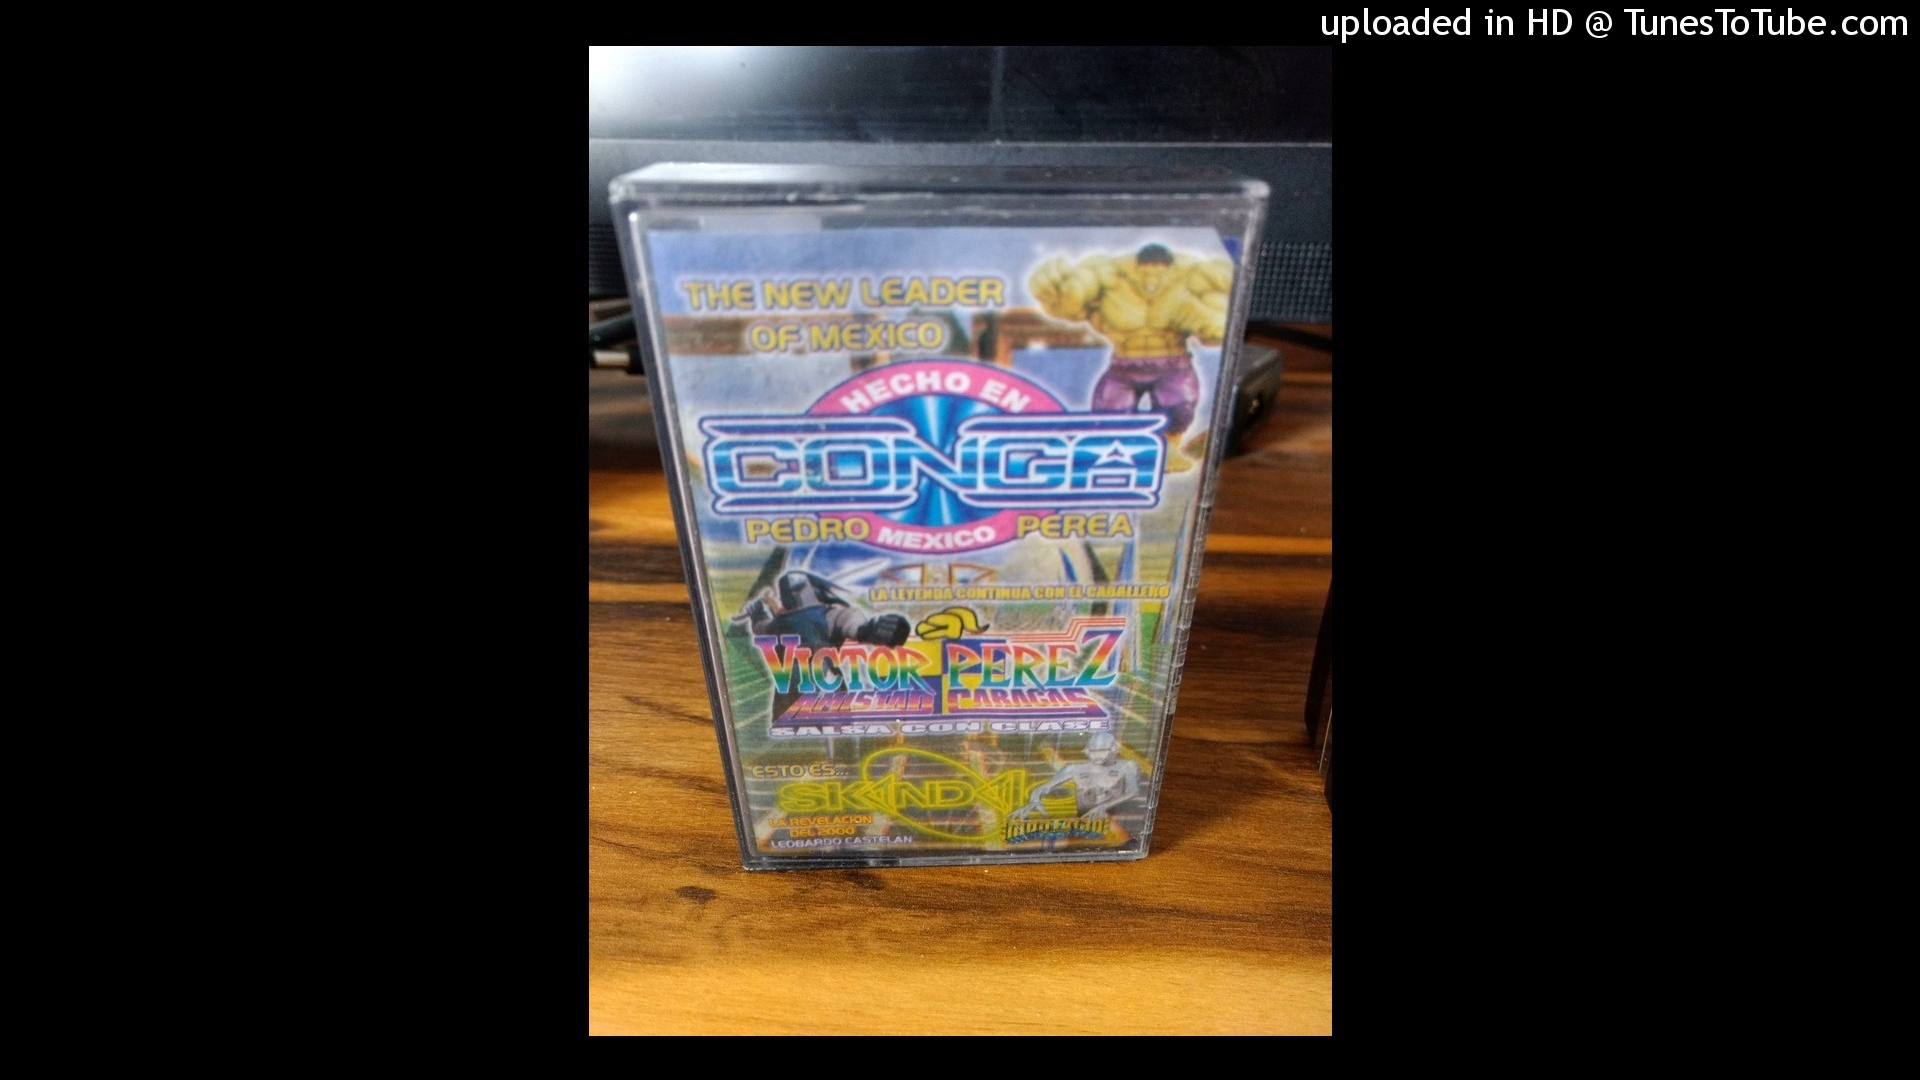 uploaded in HD @ TunesToTube.com
THE NEW LEADER
OF MEXICO
HECHO EN
CONGA
PEDRO MEXICO PEREA
LA LEYENDA CONTINUA CON EL CABALLERO
VICTOR PEREZ
AMISTAD CARACAS
SALSA CON CLASE
ESTO ES...
LA REVELACION
DEL 2000
LEOBARDO CASTELAN